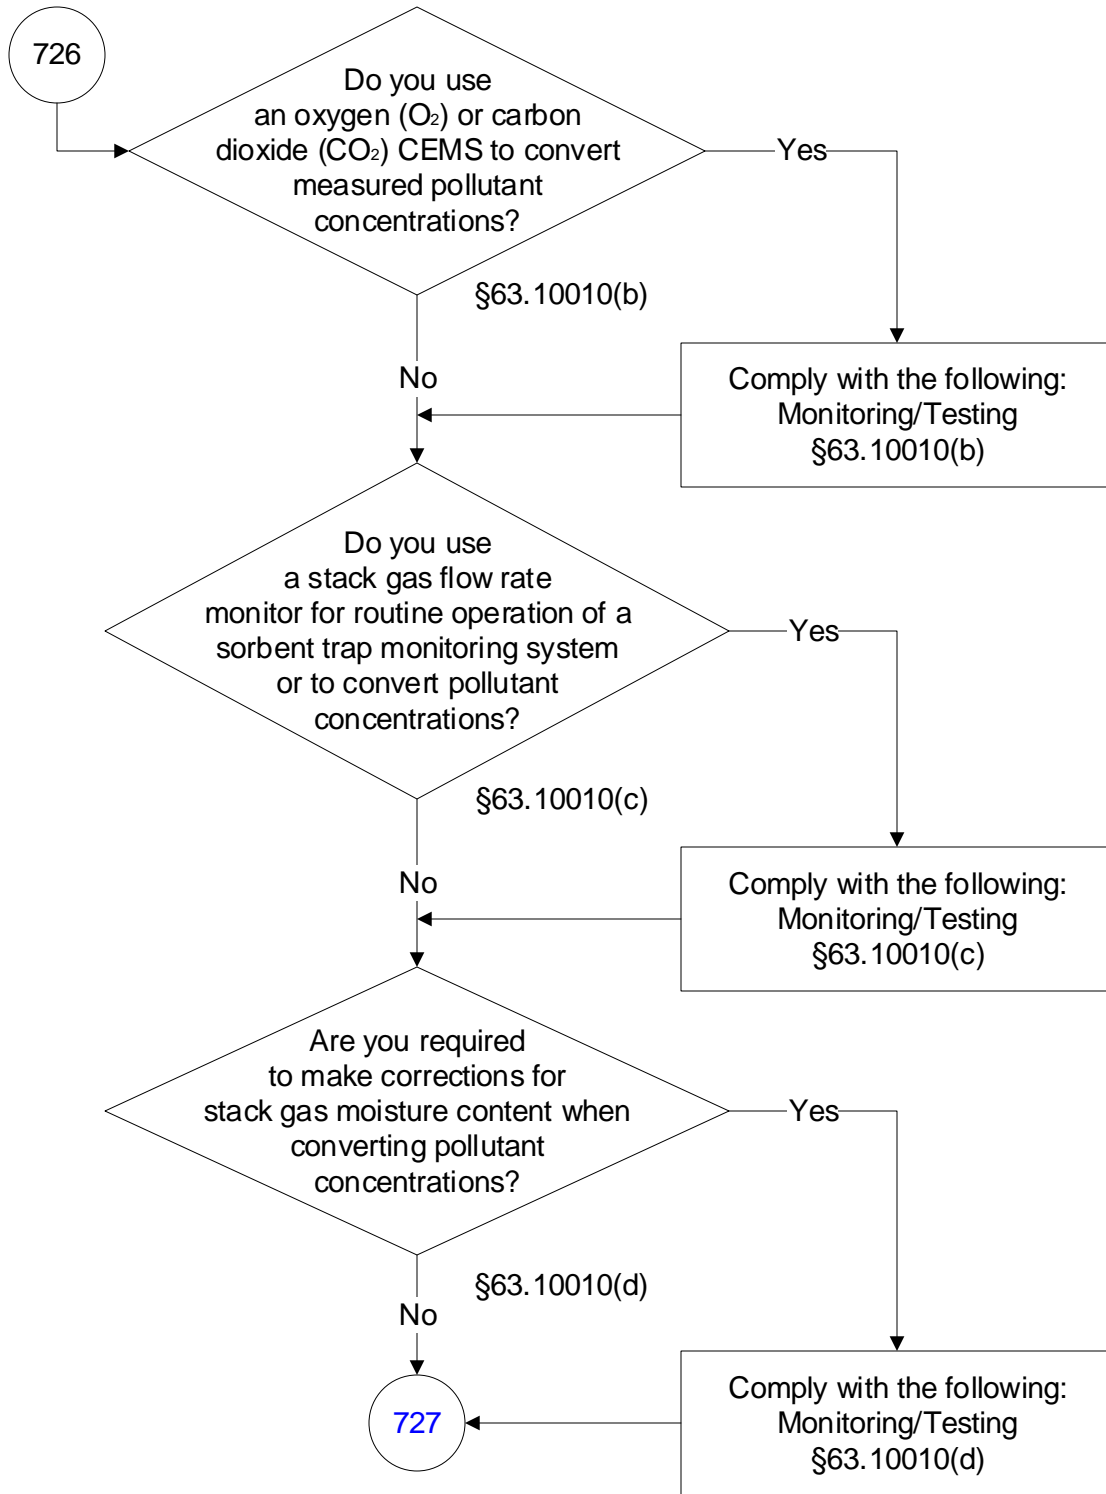 726
Do you use
an oxygen (O₂) or carbon
dioxide (CO₂) CEMS to convert
measured pollutant
concentrations?
Yes
§63.10010(b)
No
Comply with the following:
Monitoring/Testing
§63.10010(b)
Do you use
a stack gas flow rate
monitor for routine operation of a
sorbent trap monitoring system
or to convert pollutant
concentrations?
Yes
§63.10010(c)
No
Comply with the following:
Monitoring/Testing
§63.10010(c)
Are you required
to make corrections for
stack gas moisture content when
converting pollutant
concentrations?
Yes
§63.10010(d)
No
Comply with the following:
Monitoring/Testing
§63.10010(d)
727